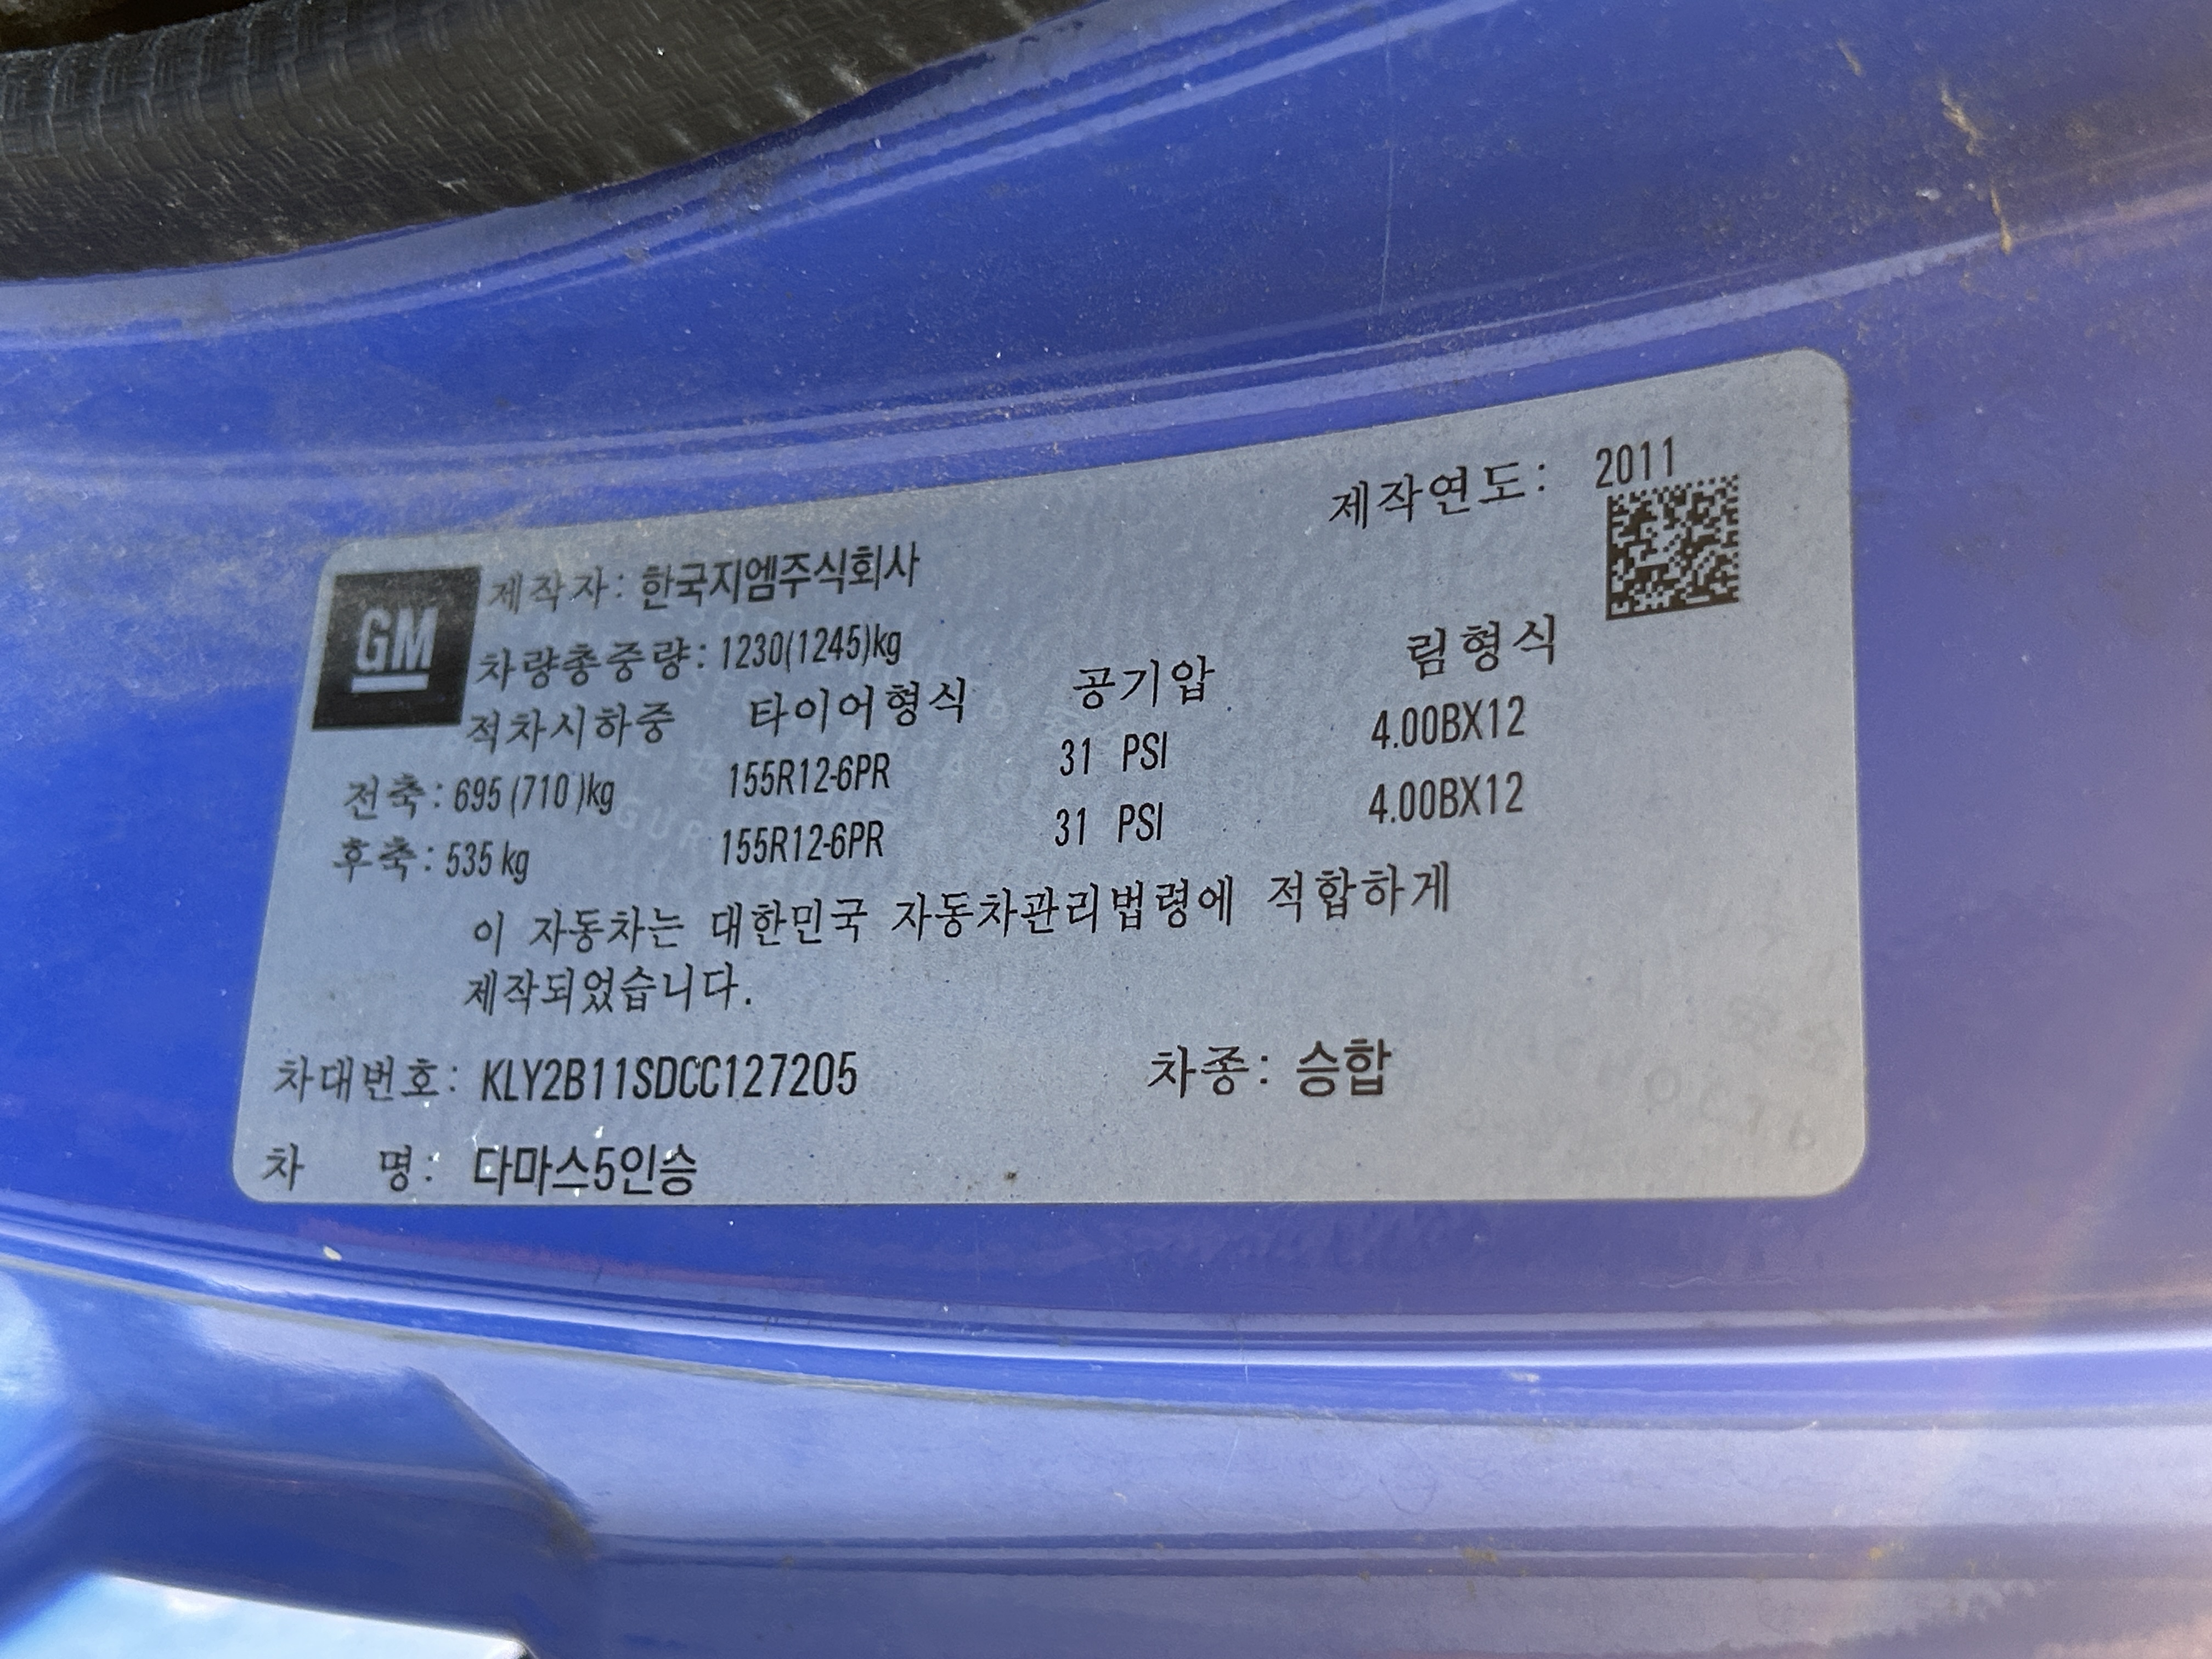 제작연도: 2011
GM
제작자: 한국지엠주식회사
차량총중량: 1230(1245)kg
적차시하중 타이어형식 공기압 림형식
전축: 695 (710 )kg 155R12-6PR 31 PSI 4.00BX12
후축: 535 kg 155R12-6PR 31 PSI 4.00BX12
이 자동차는 대한민국 자동차관리법령에 적합하게
제작되었습니다.
차대번호: KLY2B11SDCC127205 차종: 승합
차 명: 다마스5인승